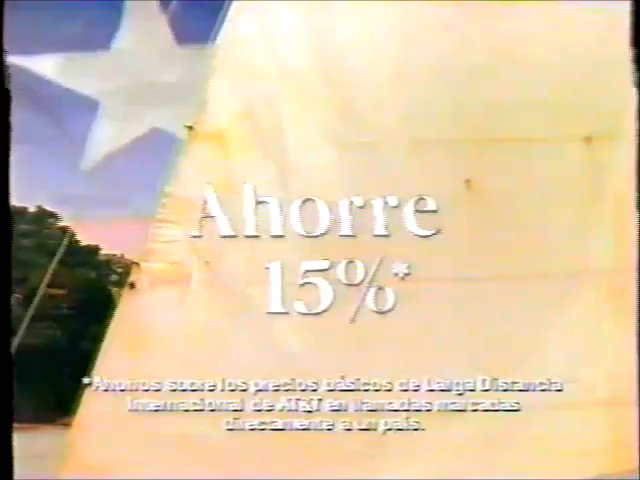 Ahorre
15%*
*Ahorros sobre los precios básicos de Larga Distancia
Internacional de AT&T en llamadas marcadas
directamente a un país.